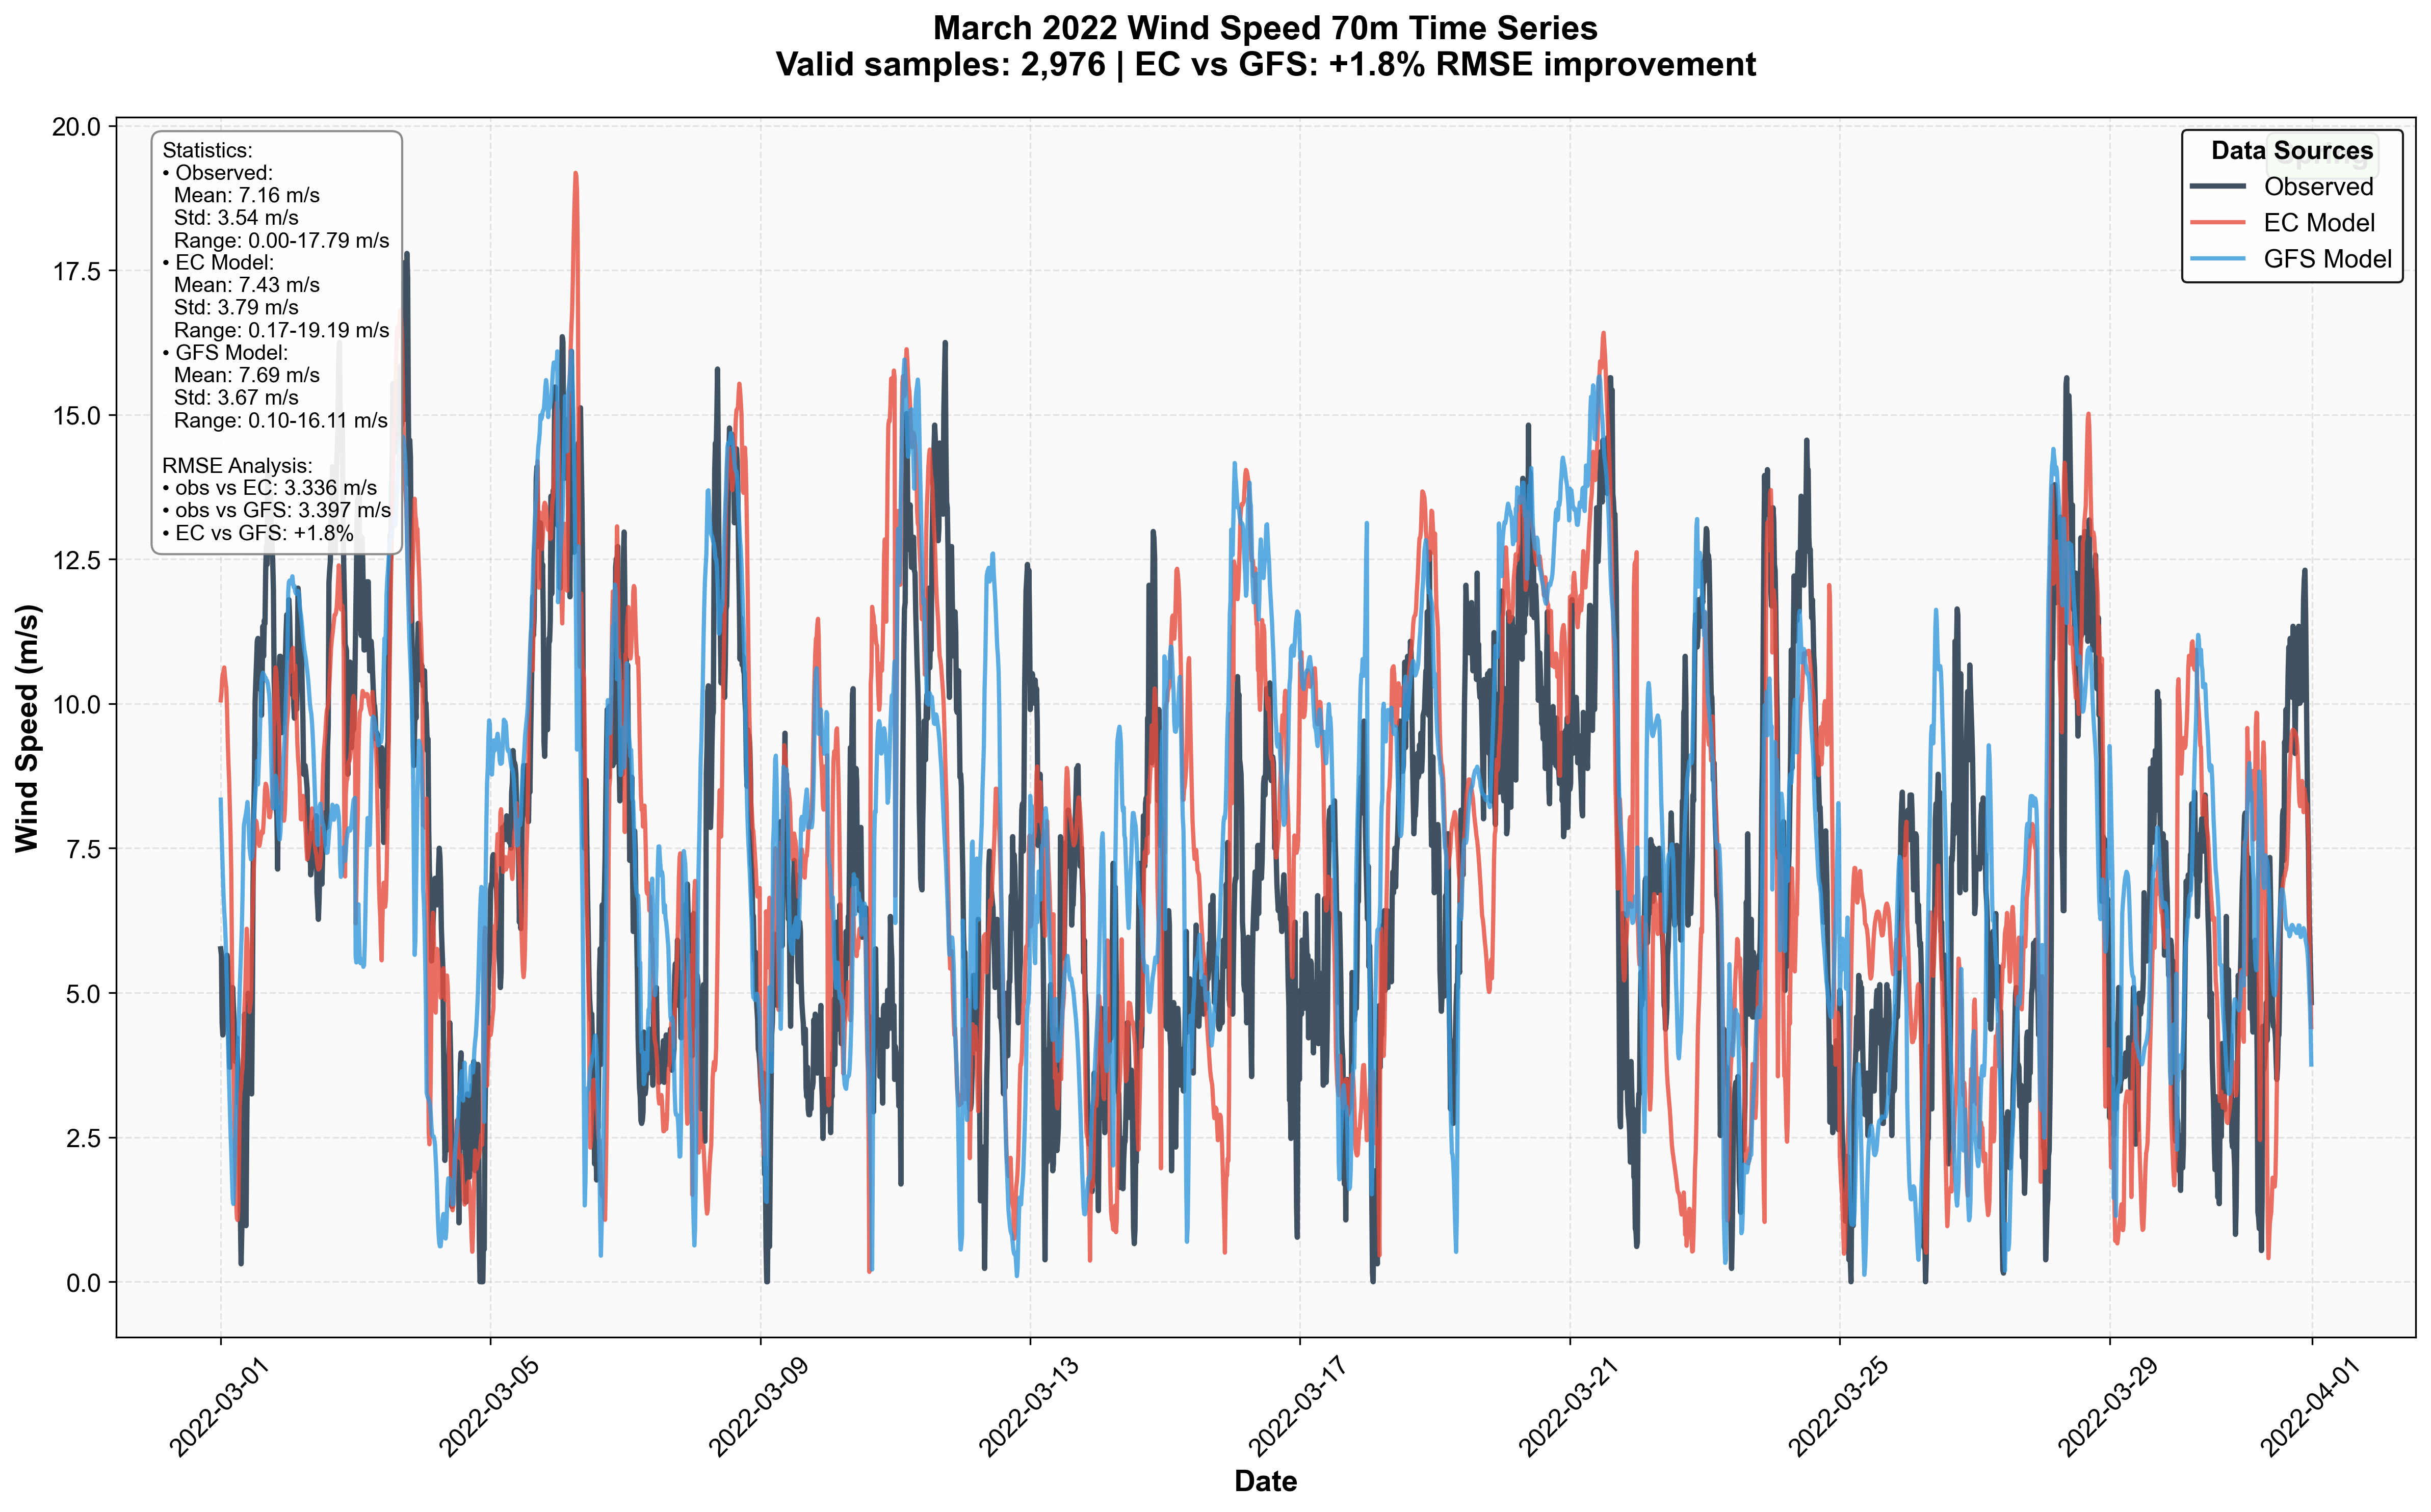 March 2022 Wind Speed 70m Time Series
Valid samples: 2,976 | EC vs GFS: +1.8% RMSE improvement
Wind Speed (m/s)
20.0
17.5
15.0
12.5
10.0
7.5
5.0
2.5
0.0
Statistics:
• Observed:
Mean: 7.16 m/s
Std: 3.54 m/s
Range: 0.00-17.79 m/s
• EC Model:
Mean: 7.43 m/s
Std: 3.79 m/s
Range: 0.17-19.19 m/s
• GFS Model:
Mean: 7.69 m/s
Std: 3.67 m/s
Range: 0.10-16.11 m/s
RMSE Analysis:
• obs vs EC: 3.336 m/s
• obs vs GFS: 3.397 m/s
• EC vs GFS: +1.8%
Data Sources
Observed
EC Model
GFS Model
2022-03-01
2022-03-05
2022-03-09
2022-03-13
2022-03-17
2022-03-21
2022-03-25
2022-03-29
2022-04-01
Date